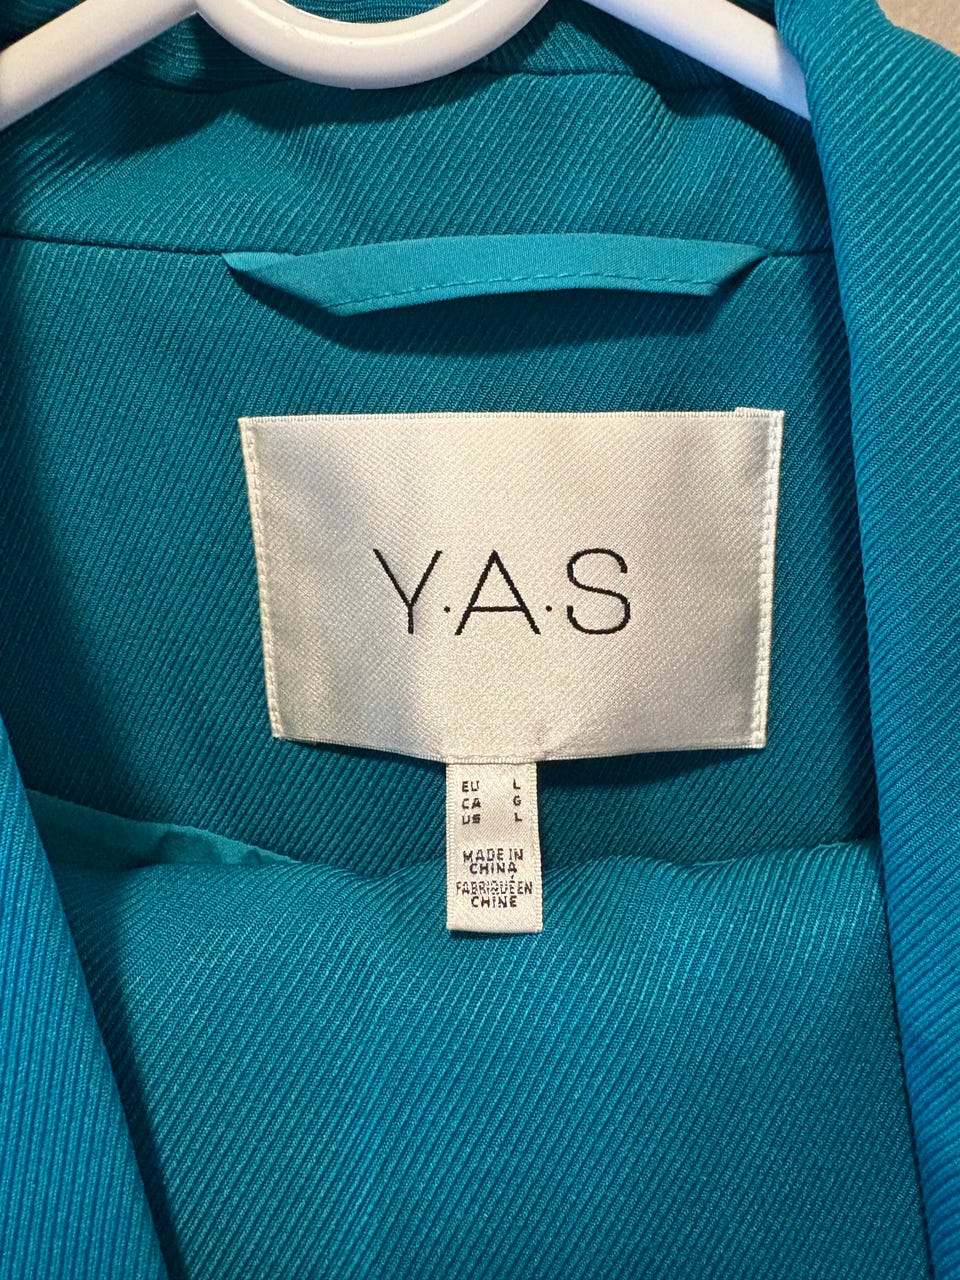 Y.A.S
EU L
CA G
US L
MADE IN
CHINA
FABRIQUÉ EN
CHINE